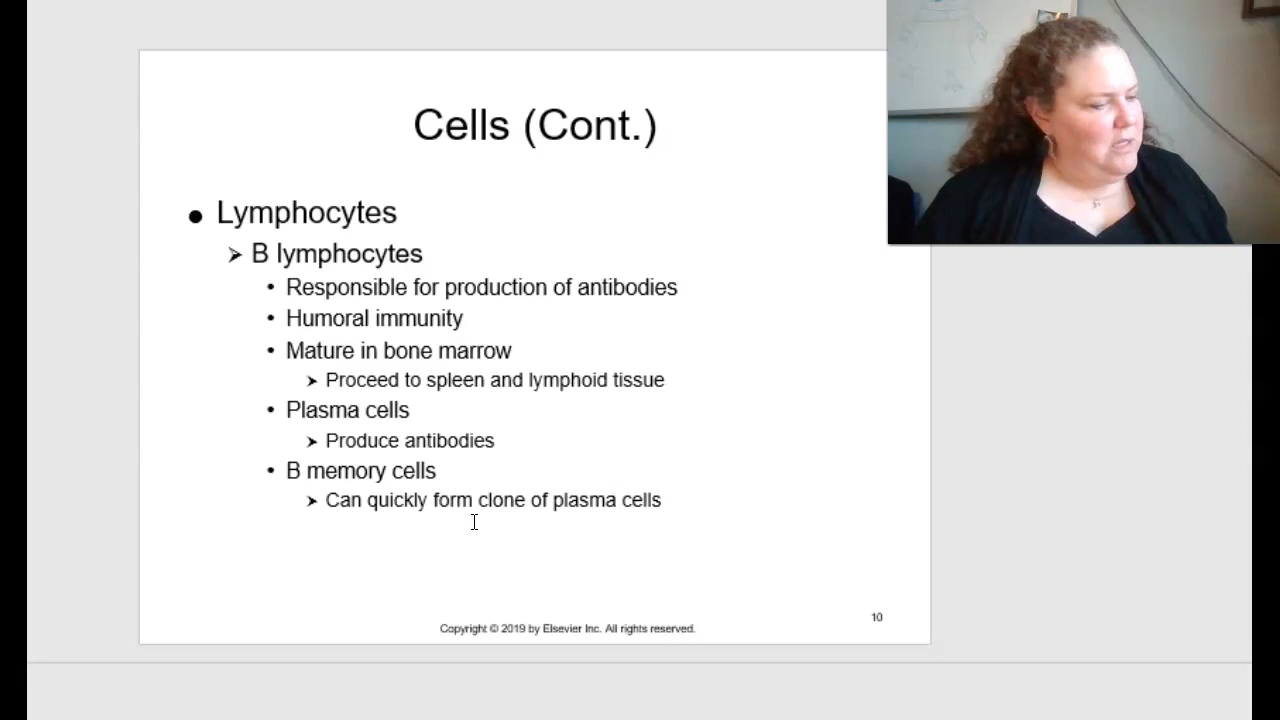 Cells (Cont.)
● Lymphocytes
➢ B lymphocytes
• Responsible for production of antibodies
• Humoral immunity
• Mature in bone marrow
➢ Proceed to spleen and lymphoid tissue
• Plasma cells
➢ Produce antibodies
• B memory cells
➢ Can quickly form clone of plasma cells
10
Copyright © 2019 by Elsevier Inc. All rights reserved.